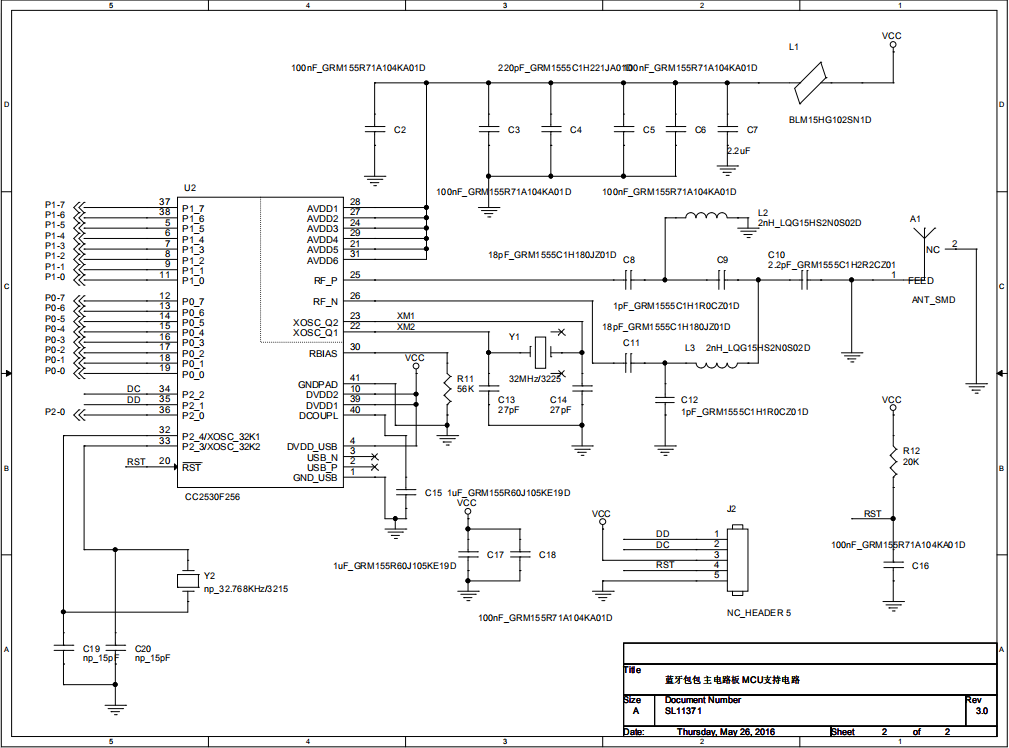 5 4 3 2 1
D
D
L1
VCC
100nF_GRM155R71A104KA01D
220pF_GRM1555C1H221JA01D
100nF_GRM155R71A104KA01D
BLM15HG102SN1D
C2
C3
C4
C5
C6
C7
2.2uF
100nF_GRM155R71A104KA01D
100nF_GRM155R71A104KA01D
U2
P1-7 37 P1_7
P1-6 38 P1_6
P1-5 5 P1_5
P1-4 6 P1_4
P1-3 7 P1_3
P1-2 8 P1_2
P1-1 9 P1_1
P1-0 11 P1_0
P0-7 12 P0_7
P0-6 13 P0_6
P0-5 14 P0_5
P0-4 15 P0_4
P0-3 16 P0_3
P0-2 17 P0_2
P0-1 18 P0_1
P0-0 19 P0_0
DC 34 P2_2
DD 35 P2_1
P2-0 36 P2_0
32 P2_4/XOSC_32K1
33 P2_3/XOSC_32K2
RST 20 RST
AVDD1 28
AVDD2 27
AVDD3 24
AVDD4 29
AVDD5 21
AVDD6 31
RF_P 25
RF_N 26
XOSC_Q2 23 XM1
XOSC_Q1 22 XM2
RBIAS 30
GNDPAD 41
DVDD2 10
DVDD1 39
DCOUPL 40
DVDD_USB 4
USB_N 3
USB_P 2
GND_USB 1
CC2530F256
C
C
L2
2nH_LQG15HS2N0S02D
A1
NC 2
18pF_GRM1555C1H180JZ01D
C8
C9
C10
2.2pF_GRM1555C1H2R2CZ01
1 FEED
ANT_SMD
1pF_GRM1555C1H1R0CZ01D
18pF_GRM1555C1H180JZ01D
C11
L3 2nH_LQG15HS2N0S02D
Y1
32MHz/3225
VCC
R11
56K
C13
27pF
C14
27pF
C12
1pF_GRM1555C1H1R0CZ01D
VCC
R12
20K
B
B
RST
C15 1uF_GRM155R60J105KE19D
VCC
C17
C18
1uF_GRM155R60J105KE19D
100nF_GRM155R71A104KA01D
VCC
J2
DD 1
DC 2
3
RST 4
5
NC_HEADER 5
100nF_GRM155R71A104KA01D
C16
Y2
np_32.768KHz/3215
A
A
C19
np_15pF
C20
np_15pF
Title
蓝牙包包 主电路板 MCU支持电路
Size
A
Document Number
SL11371
Rev
3.0
Date: Thursday, May 26, 2016 Sheet 2 of 2
5 4 3 2 1